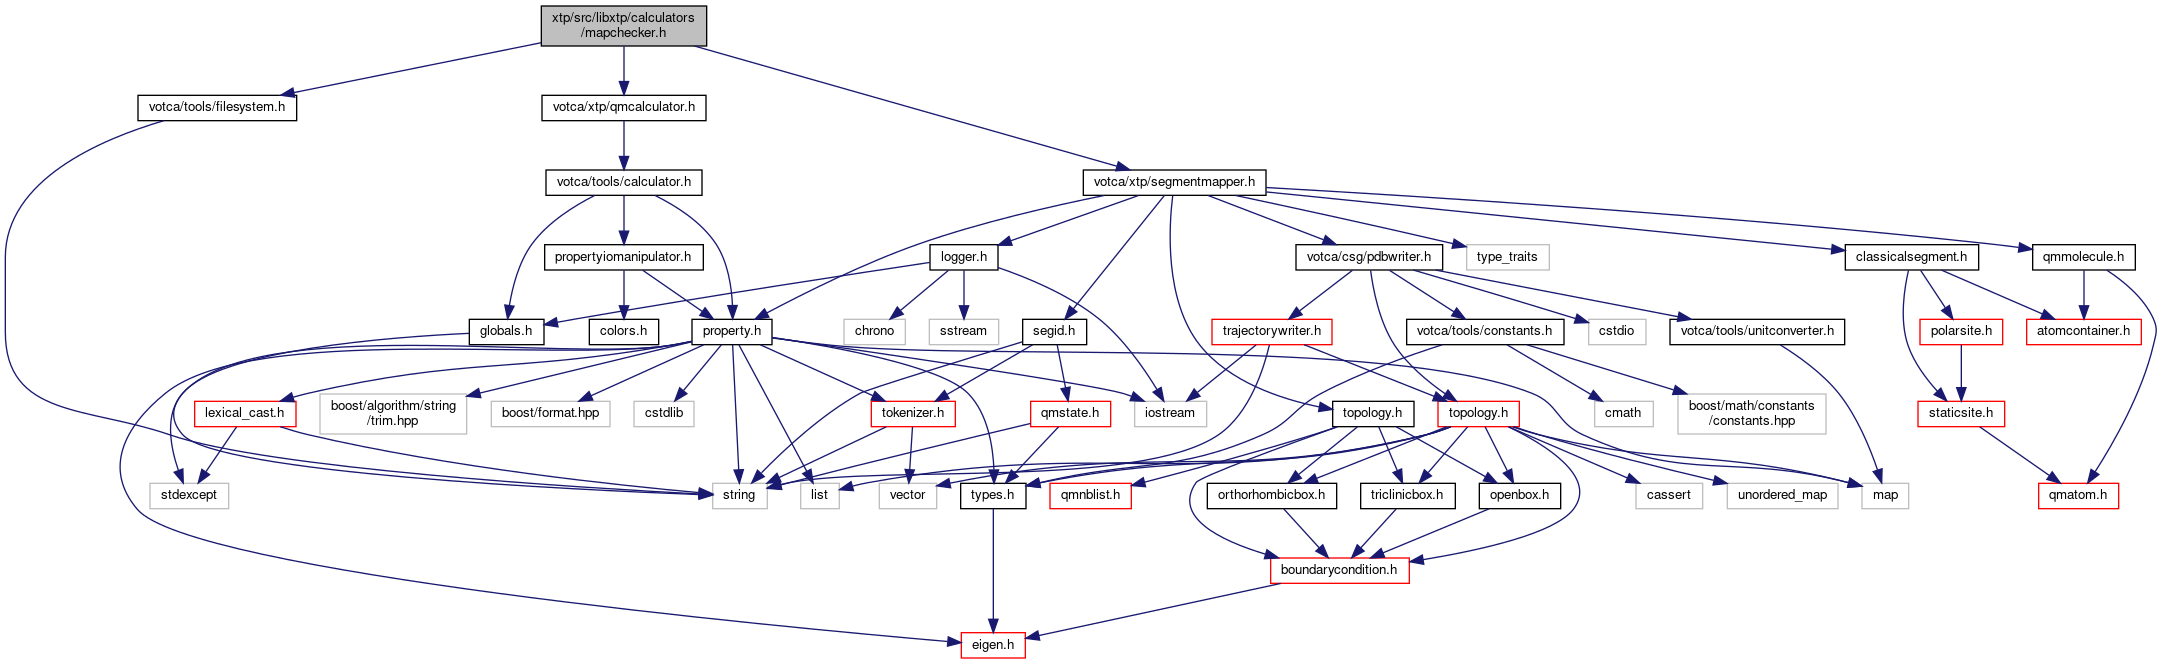 xtp/src/libxtp/calculators
/mapchecker.h
votca/tools/filesystem.h
votca/xtp/qmcalculator.h
votca/tools/calculator.h
votca/xtp/segmentmapper.h
propertyiomanipulator.h
logger.h
votca/csg/pdbwriter.h
type_traits
classicalsegment.h
qmmolecule.h
globals.h
colors.h
property.h
chrono
sstream
segid.h
trajectorywriter.h
votca/tools/constants.h
cstdio
votca/tools/unitconverter.h
polarsite.h
atomcontainer.h
lexical_cast.h
boost/algorithm/string
/trim.hpp
boost/format.hpp
cstdlib
tokenizer.h
qmstate.h
iostream
topology.h
topology.h
cmath
boost/math/constants
/constants.hpp
staticsite.h
stdexcept
string
list
vector
types.h
qmnblist.h
orthorhombicbox.h
triclinicbox.h
openbox.h
cassert
unordered_map
map
qmatom.h
boundarycondition.h
eigen.h